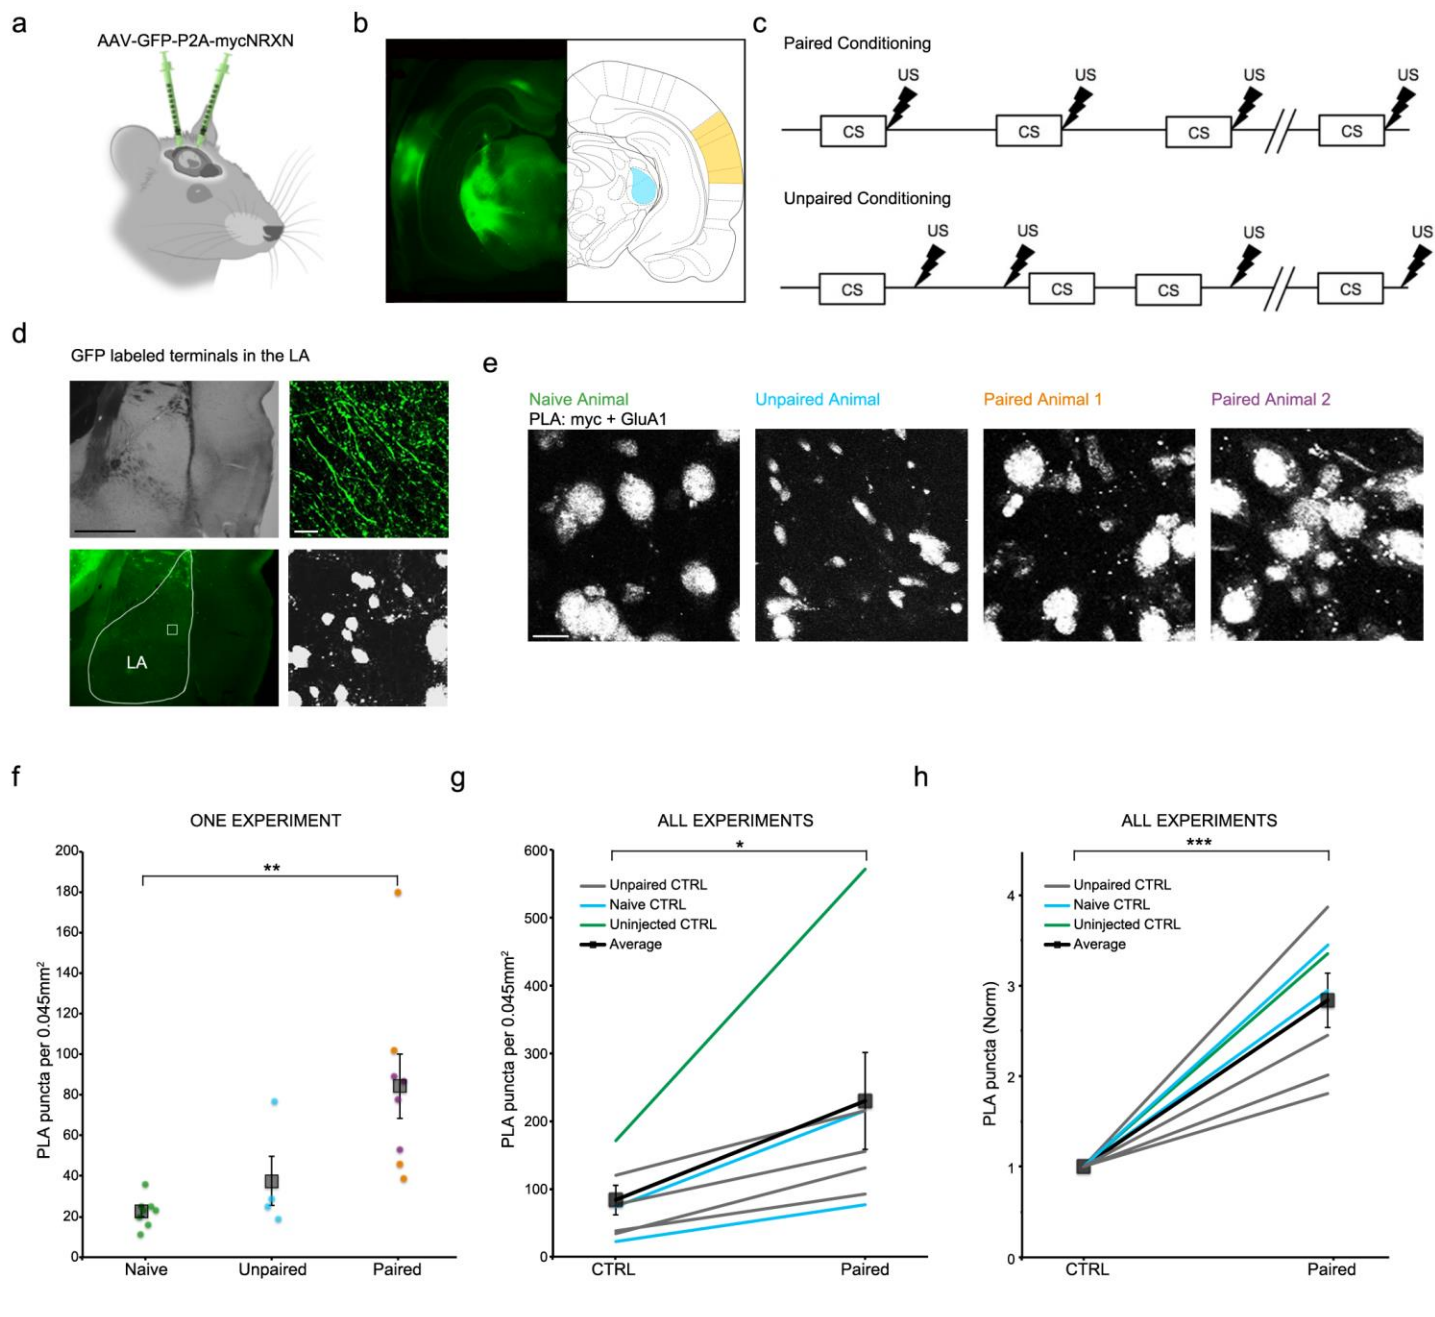 a
AAV-GFP-P2A-mycNRXN
b
c
Paired Conditioning
US US US US
CS CS CS CS
Unpaired Conditioning
US US US US
CS CS CS CS
d
GFP labeled terminals in the LA
LA
e
Naive Animal
PLA: myc + GluA1
Unpaired Animal
Paired Animal 1
Paired Animal 2
f
ONE EXPERIMENT
**
PLA puncta per 0.045mm²
200
180
160
140
120
100
80
60
40
20
0
Naive Unpaired Paired
g
ALL EXPERIMENTS
*
Unpaired CTRL
Naive CTRL
Uninjected CTRL
Average
PLA puncta per 0.045mm²
600
500
400
300
200
100
0
CTRL Paired
h
ALL EXPERIMENTS
***
Unpaired CTRL
Naive CTRL
Uninjected CTRL
Average
PLA puncta (Norm)
4
3
2
1
0
CTRL Paired